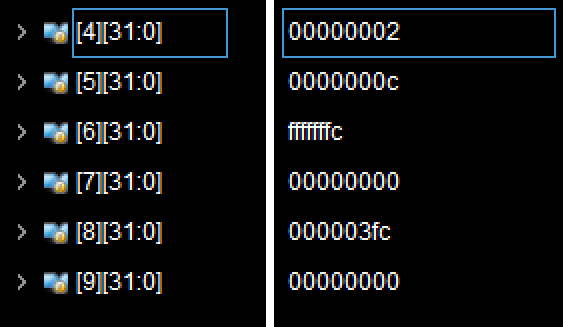 [4][31:0] 00000002
[5][31:0] 0000000c
[6][31:0] fffffffc
[7][31:0] 00000000
[8][31:0] 000003fc
[9][31:0] 00000000